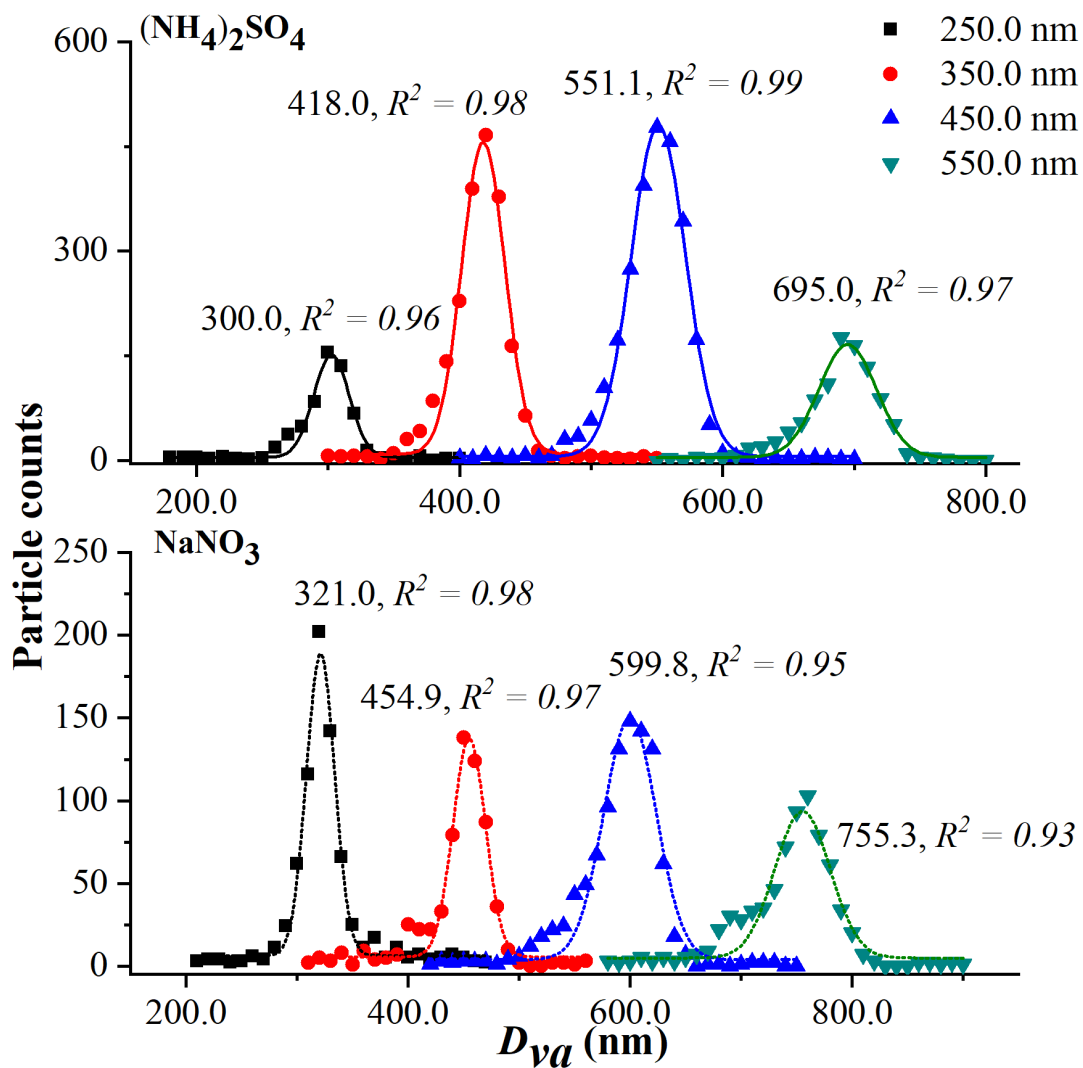 (NH4)2SO4
250.0 nm
350.0 nm
450.0 nm
550.0 nm
600
300
0
418.0, R2 = 0.98
551.1, R2 = 0.99
300.0, R2 = 0.96
695.0, R2 = 0.97
200.0 400.0 600.0 800.0
Particle counts
NaNO3
250
200
150
100
50
0
321.0, R2 = 0.98
454.9, R2 = 0.97
599.8, R2 = 0.95
755.3, R2 = 0.93
200.0 400.0 600.0 800.0
Dva (nm)